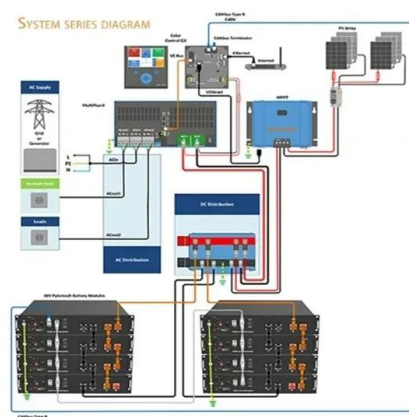 SYSTEM SERIES DIAGRAM
CANbus Type B
Cable
PV Array
Color
Control GX
CANbus Terminator
VE Bus
Ethernet
Internet
AC Supply
MultiPlus-II
VE.Direct
MPPT
Grid
or
Generator
L
PE
N
ACin
ACout1
Loads
ACout2
DC Distribution
AC Distribution
48V Pylontech Battery Modules
CANbus Type B